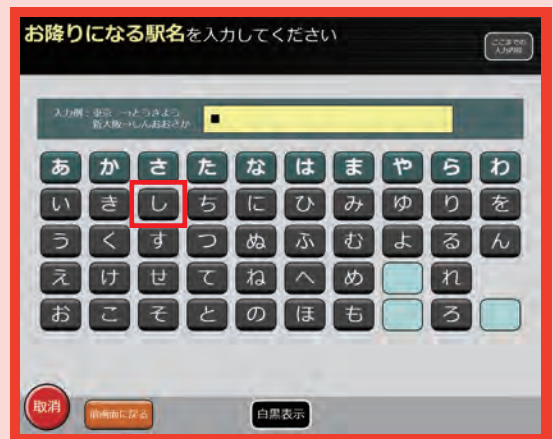 お降りになる駅名を入力してください
ここまでの
入力内容
入力例：東京 →とうきよう
新大阪→しんおおさか
あ か さ た な は ま や ら わ
い き し ち に ひ み ゆ り を
う く す つ ぬ ふ む よ る ん
え け せ て ね へ め れ
お こ そ と の ほ も ろ
取消
前画面に戻る
白黒表示